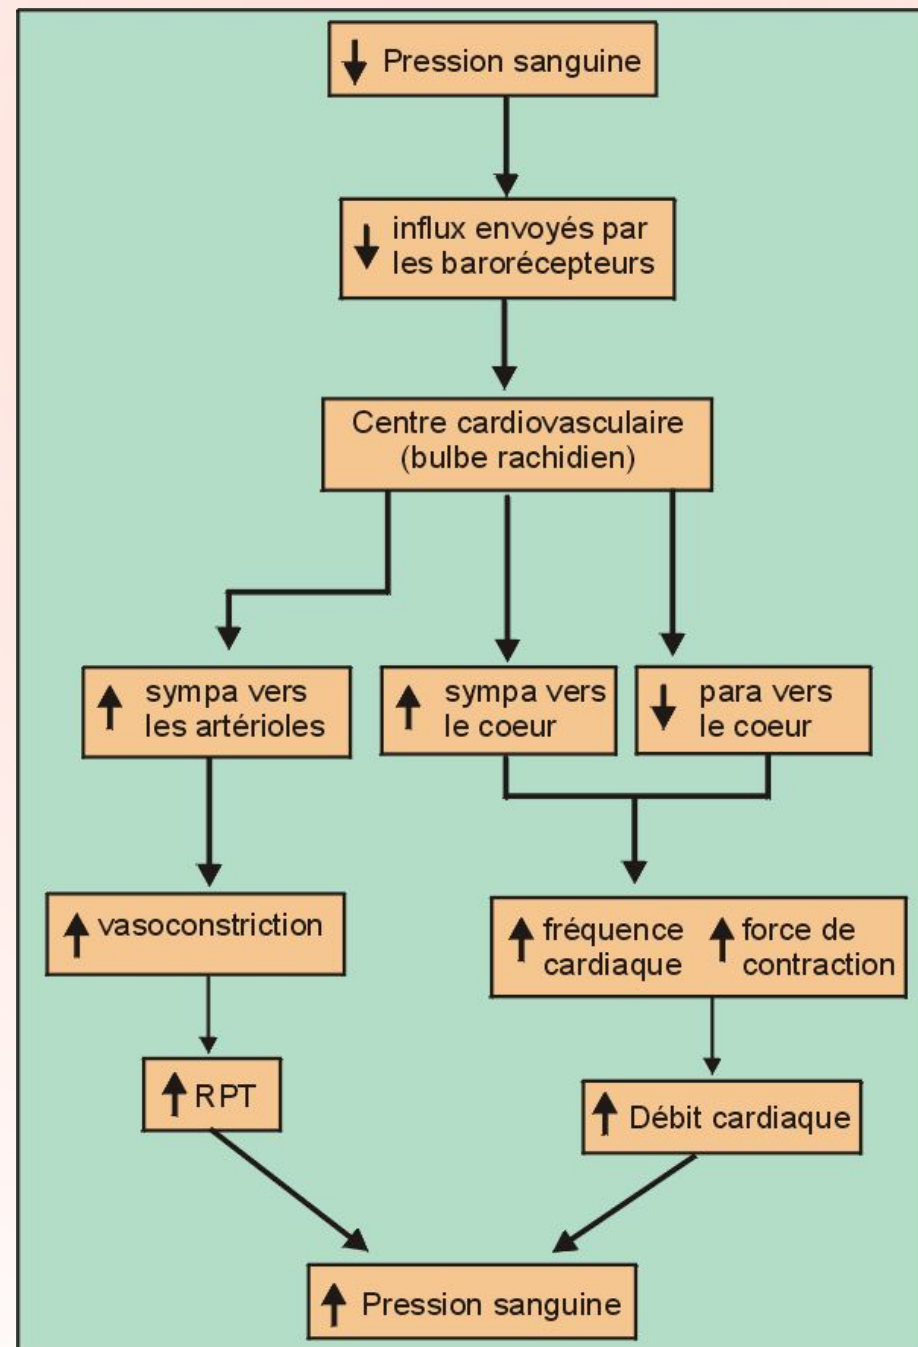 ↓ Pression sanguine
↓ influx envoyés par
les barorécepteurs
Centre cardiovasculaire
(bulbe rachidien)
↑ sympa vers
les artérioles
↑ sympa vers
le coeur
↓ para vers
le coeur
↑ vasoconstriction
↑ fréquence
cardiaque
↑ force de
contraction
↑ RPT
↑ Débit cardiaque
↑ Pression sanguine